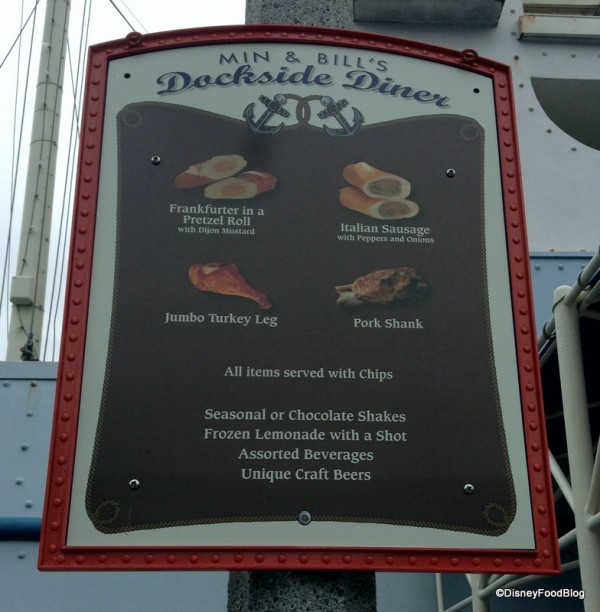 MIN & BILL'S
Dockside Diner
Frankfurter in a
Pretzel Roll
with Dijon Mustard
Italian Sausage
with Peppers and Onions
Jumbo Turkey Leg
Pork Shank
All items served with Chips
Seasonal or Chocolate Shakes
Frozen Lemonade with a Shot
Assorted Beverages
Unique Craft Beers
©DisneyFoodBlog